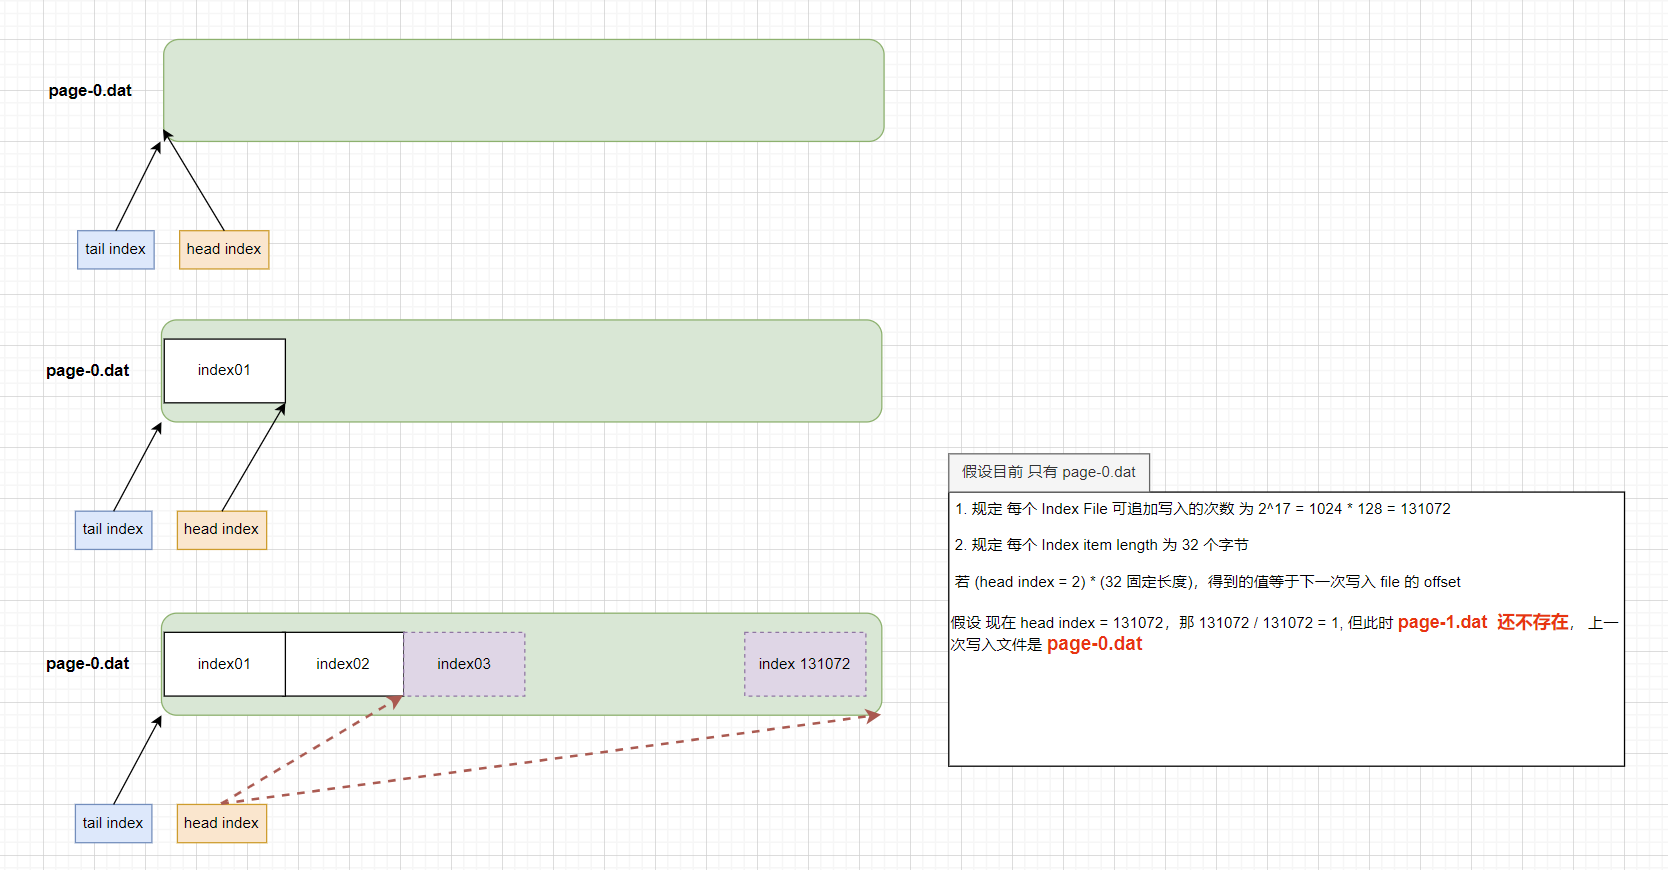 page-0.dat
tail index
head index
page-0.dat
index01
tail index
head index
page-0.dat
index01
index02
index03
index 131072
tail index
head index
假设目前 只有 page-0.dat
1. 规定 每个 Index File 可追加写入的次数 为 2^17 = 1024 * 128 = 131072
2. 规定 每个 Index item length 为 32 个字节
若 (head index = 2) * (32 固定长度)，得到的值等于下一次写入 file 的 offset
假设 现在 head index = 131072，那 131072 / 131072 = 1, 但此时 page-1.dat 还不存在， 上一
次写入文件是 page-0.dat